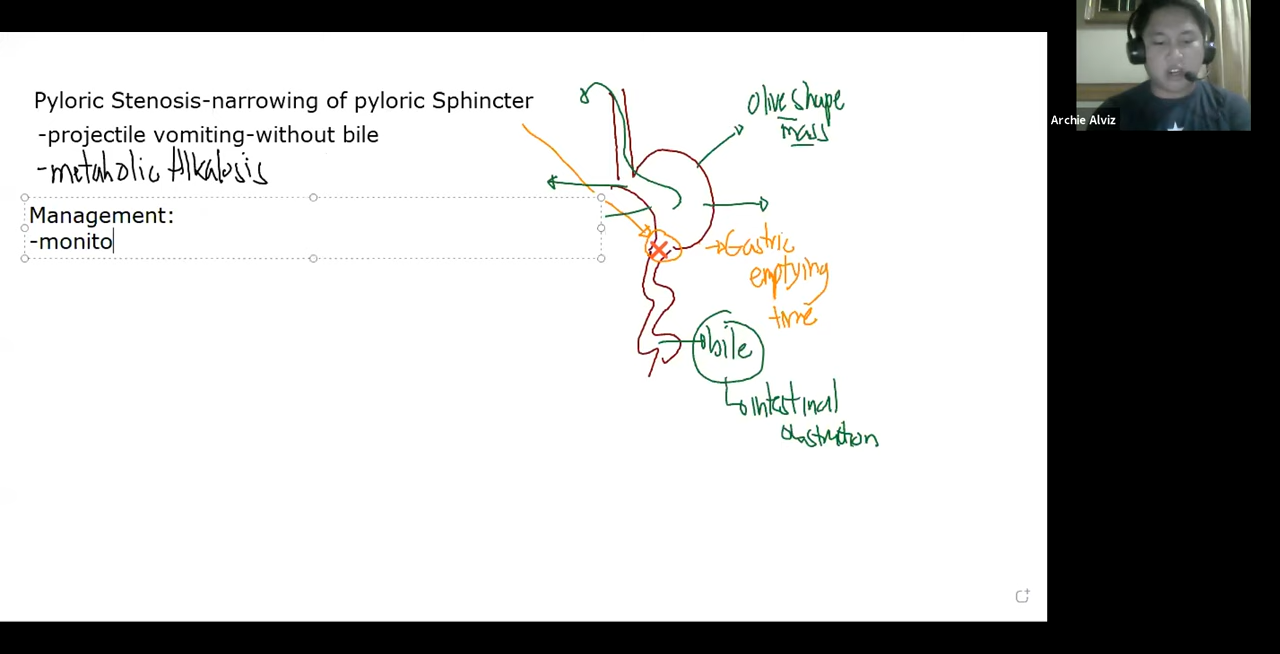 Pyloric Stenosis-narrowing of pyloric Sphincter
-projectile vomiting-without bile
-metabolic Alkalosis
Management:
-monito
Olive shape
mass
Gastric
emptying
time
bile
intestinal
obstruction
Archie Alviz